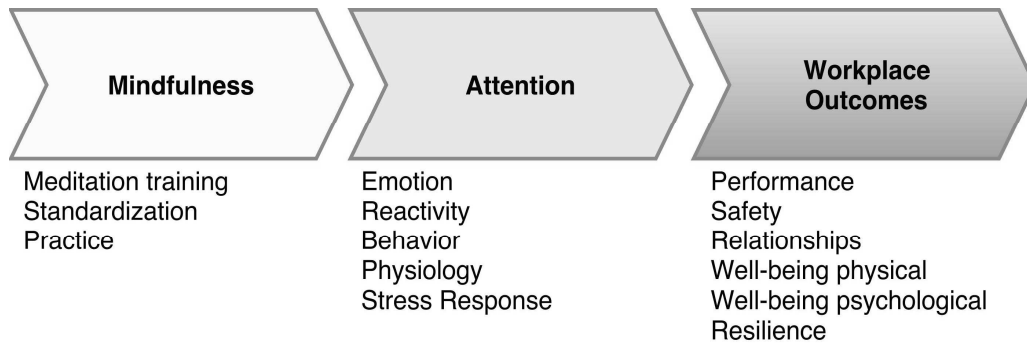 Mindfulness
Attention
Workplace
Outcomes
Meditation training
Standardization
Practice
Emotion
Reactivity
Behavior
Physiology
Stress Response
Performance
Safety
Relationships
Well-being physical
Well-being psychological
Resilience